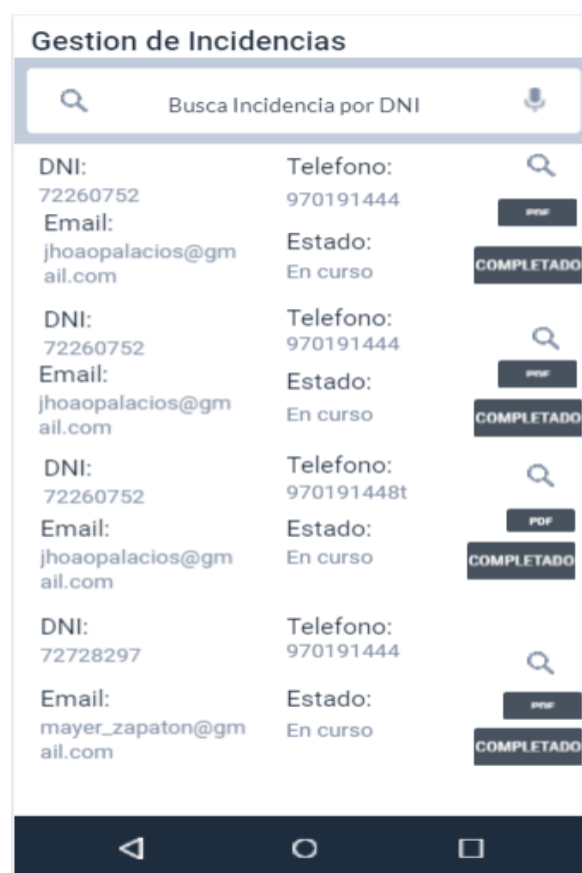 Gestion de Incidencias
Busca Incidencia por DNI
DNI:
72260752
Telefono:
970191444
Email:
jhoaopalacios@gm
ail.com
Estado:
En curso
PDF
COMPLETADO
DNI:
72260752
Telefono:
970191444
Email:
jhoaopalacios@gm
ail.com
Estado:
En curso
PDF
COMPLETADO
DNI:
72260752
Telefono:
970191448t
Email:
jhoaopalacios@gm
ail.com
Estado:
En curso
PDF
COMPLETADO
DNI:
72728297
Telefono:
970191444
Email:
mayer_zapaton@gm
ail.com
Estado:
En curso
PDF
COMPLETADO